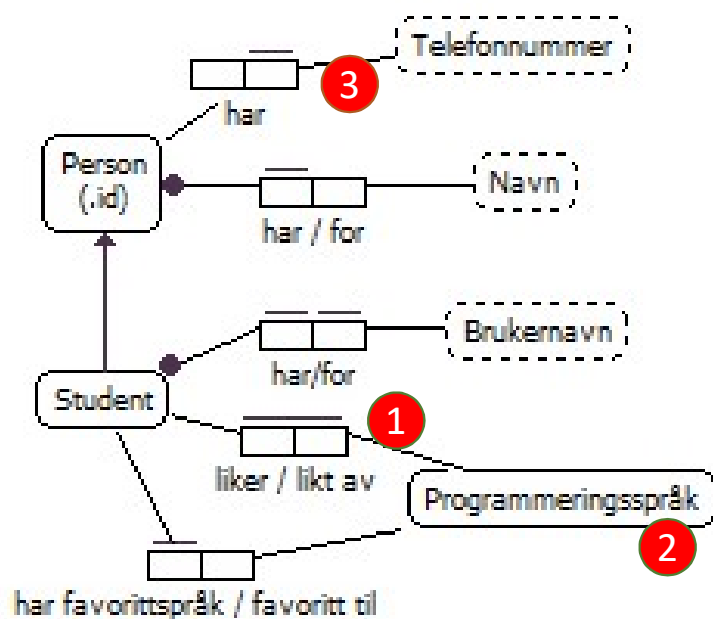 Telefonnummer
3
har
Person
(.id)
Navn
har / for
Brukernavn
har/for
Student
1
liker / likt av
Programmeringsspråk
2
har favorittspråk / favoritt til